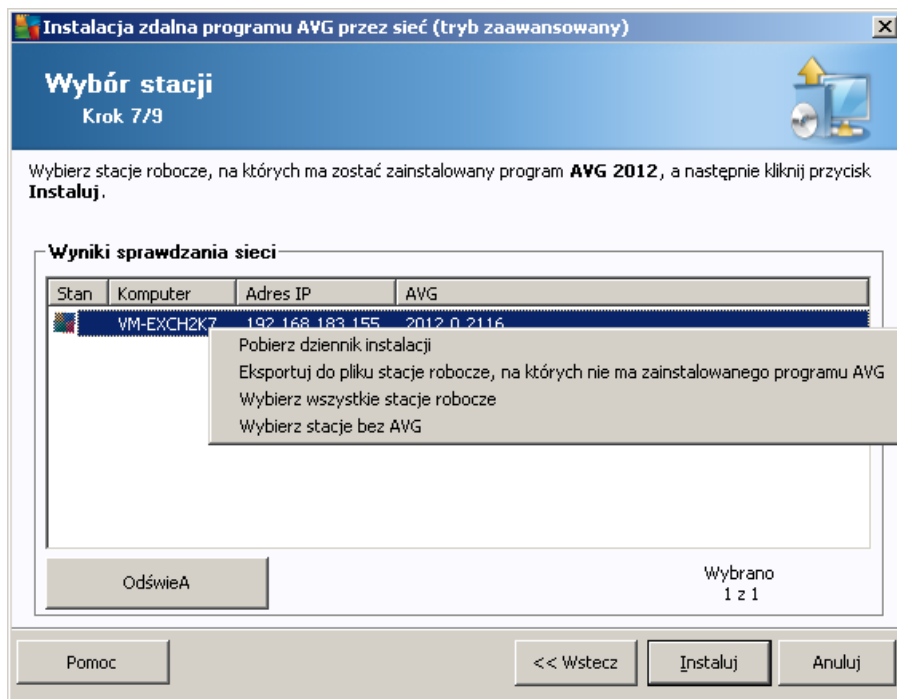 Instalacja zdalna programu AVG przez sieć (tryb zaawansowany)
Wybór stacji
Krok 7/9
Wybierz stacje robocze, na których ma zostać zainstalowany program AVG 2012, a następnie kliknij przycisk
Instaluj.
Wyniki sprawdzania sieci
Stan Komputer Adres IP AVG
VM-EXCH2K7 192.168.183.155 2012.0.2116
Pobierz dziennik instalacji
Eksportuj do pliku stacje robocze, na których nie ma zainstalowanego programu AVG
Wybierz wszystkie stacje robocze
Wybierz stacje bez AVG
OdświeA
Wybrano
1 z 1
Pomoc << Wstecz Instaluj Anuluj